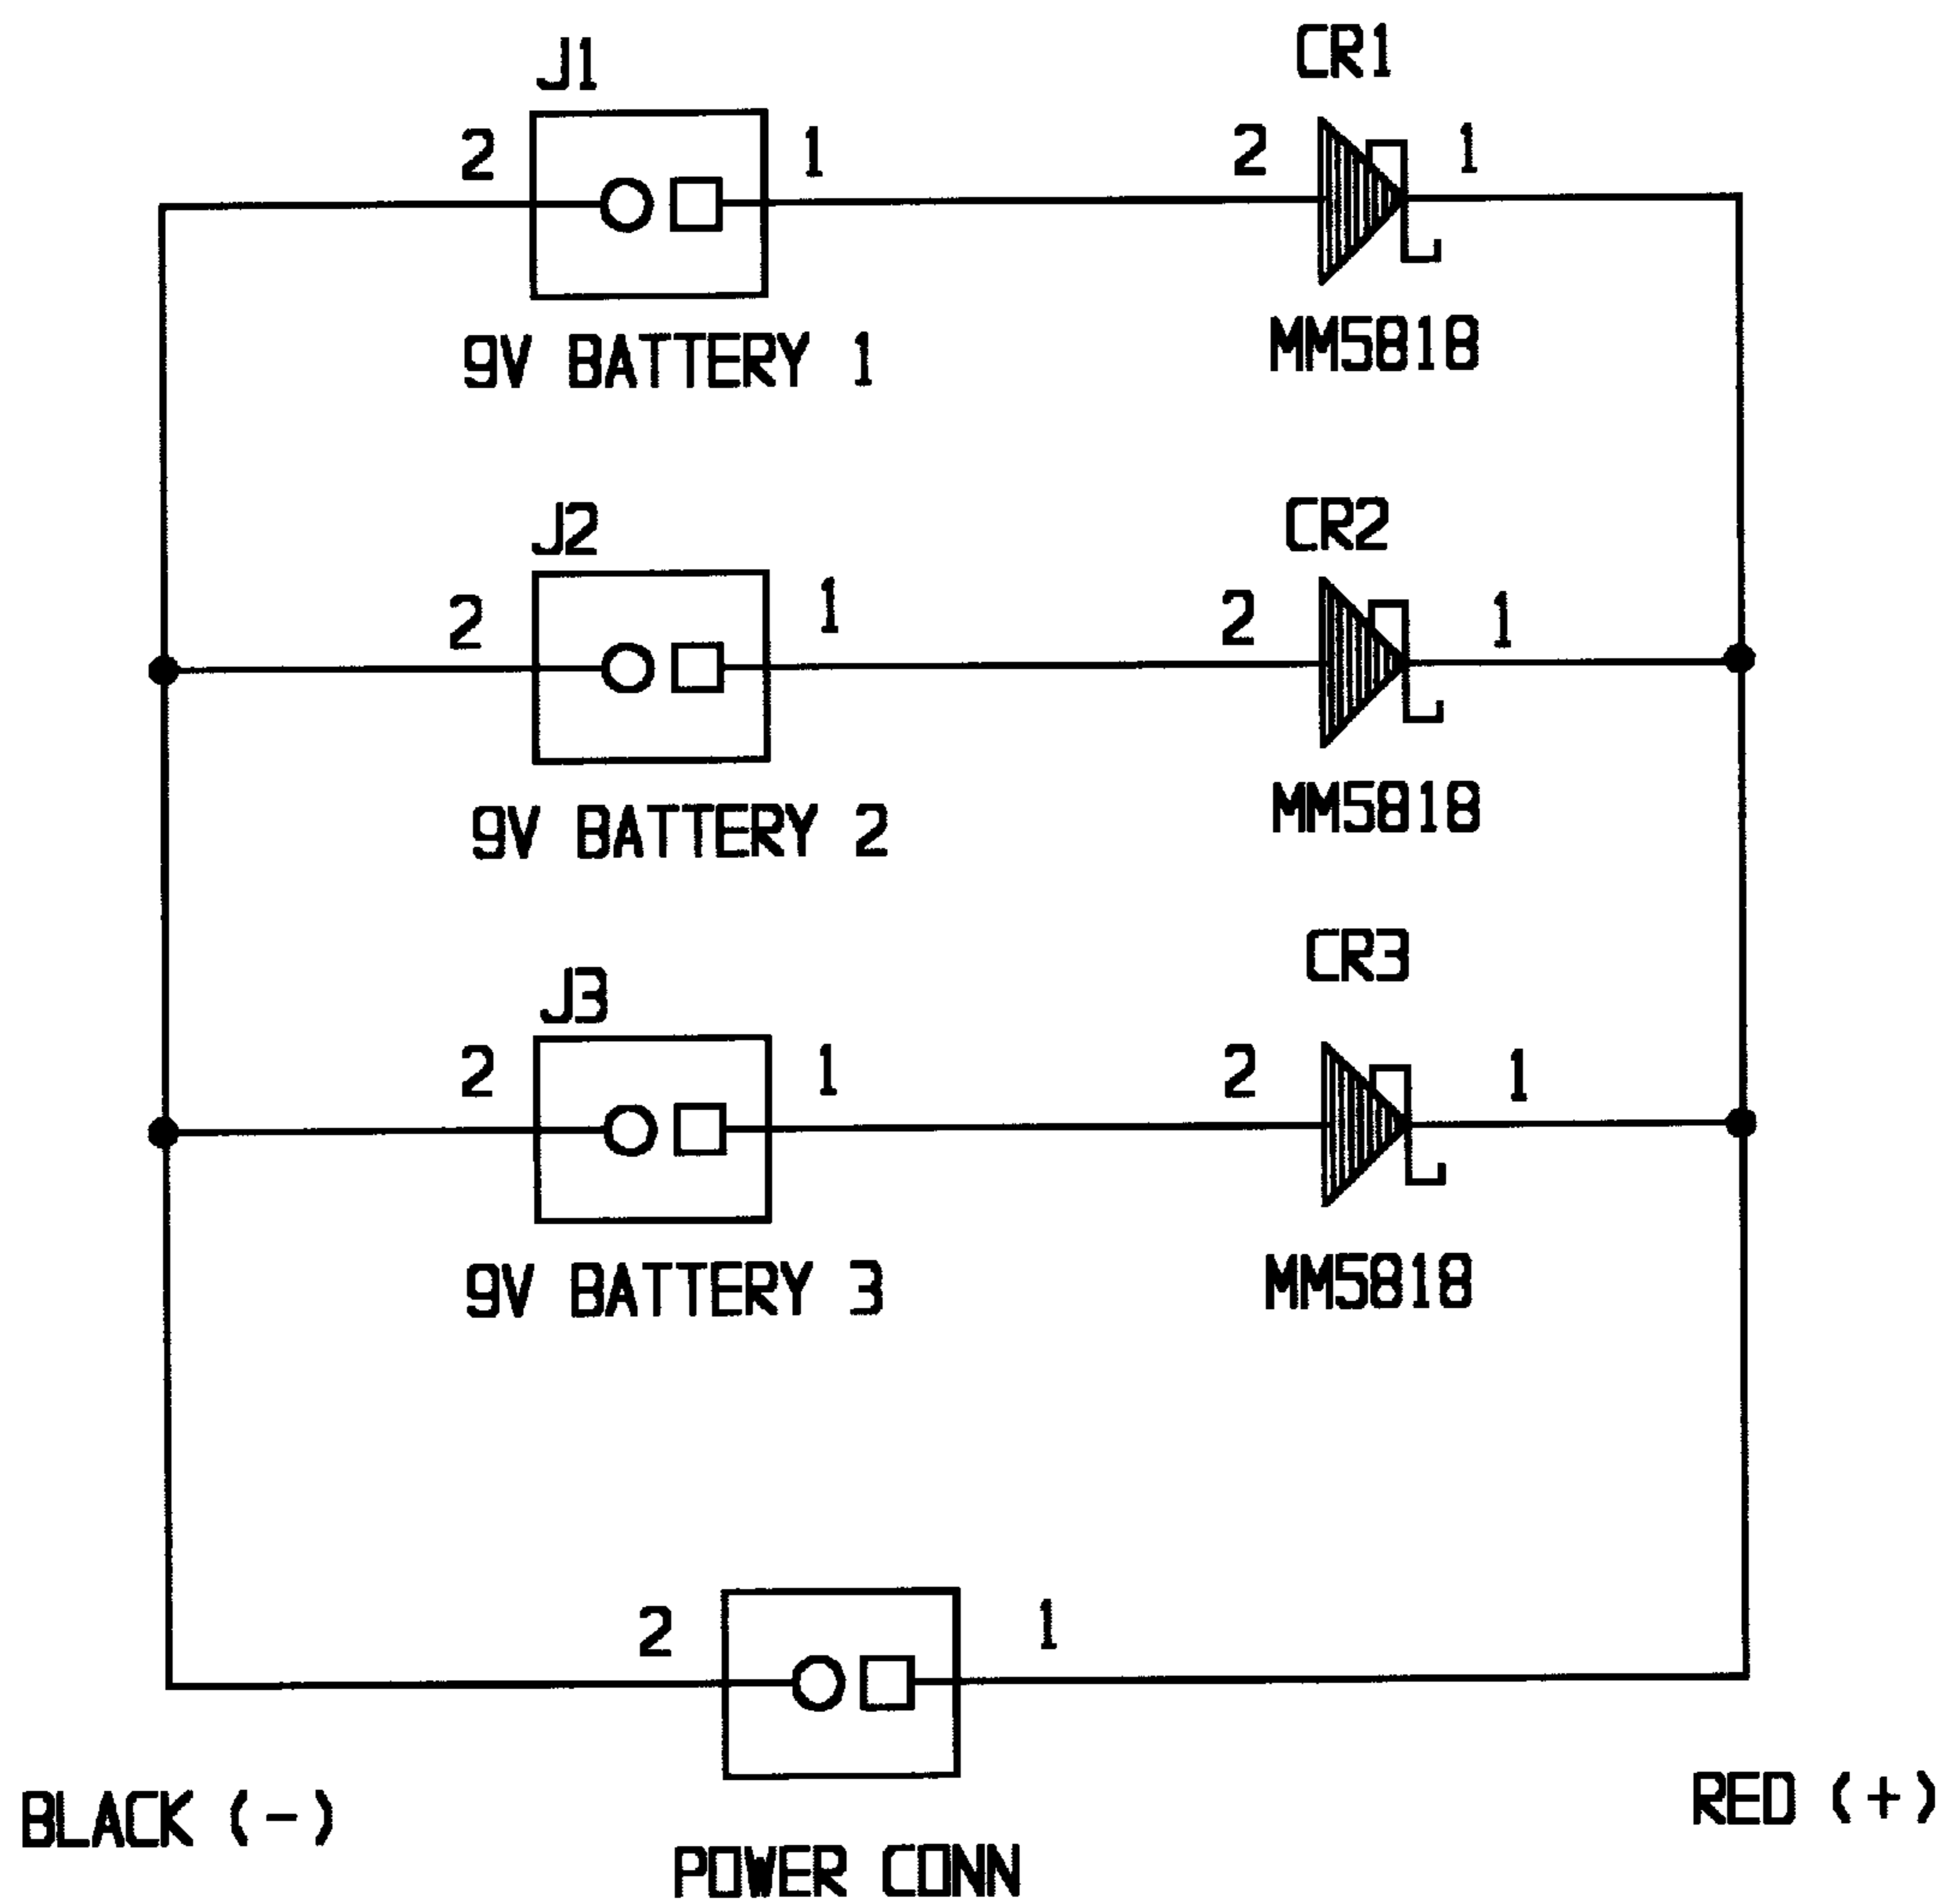 J1
CR1
2
1
2
1
9V BATTERY 1
MM5818
J2
CR2
2
1
2
1
9V BATTERY 2
MM5818
CR3
J3
2
1
2
1
9V BATTERY 3
MM5818
2
1
BLACK (-)
RED (+)
POWER CONN